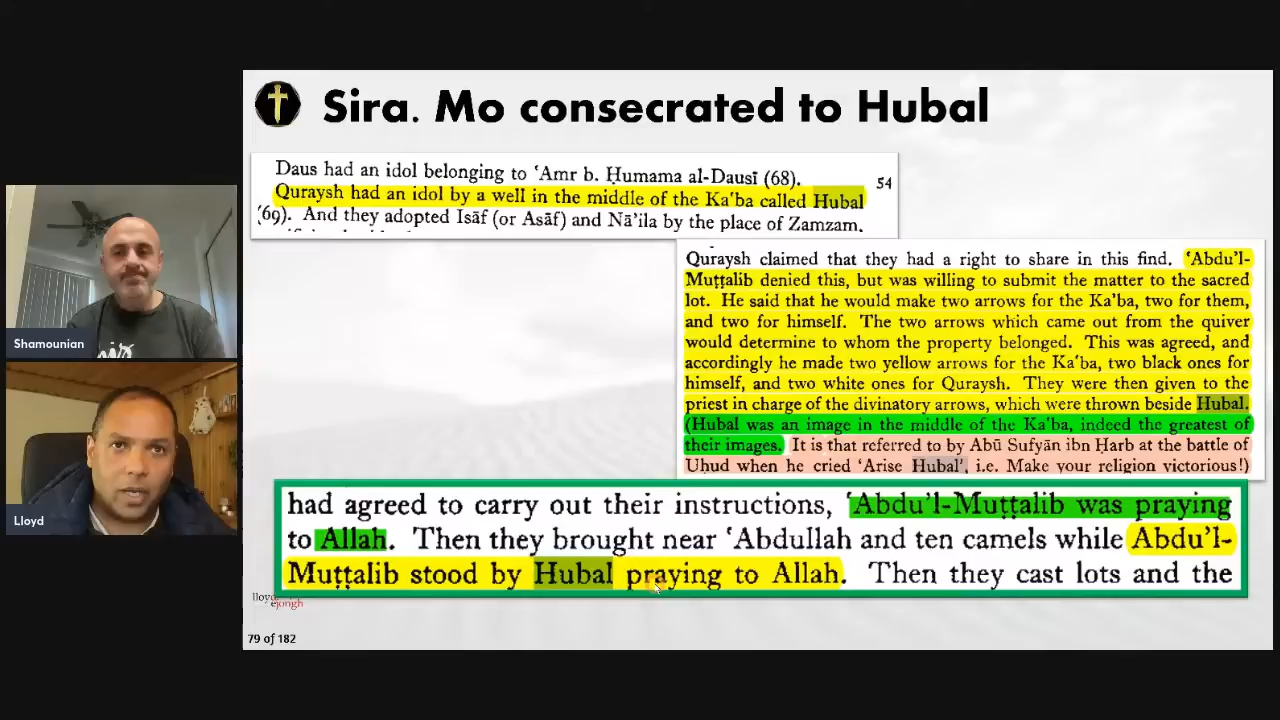 Sira. Mo consecrated to Hubal
Daus had an idol belonging to ‘Amr b. Ḥumama al-Dausī (68).
54
Quraysh had an idol by a well in the middle of the Ka‘ba called Hubal
(69). And they adopted Isāf (or Asāf) and Nā’ila by the place of Zamzam,
Quraysh claimed that they had a right to share in this find. ‘Abdu’l-
Muṭṭalib denied this, but was willing to submit the matter to the sacred
lot. He said that he would make two arrows for the Ka‘ba, two for them,
and two for himself. The two arrows which came out from the quiver
would determine to whom the property belonged. This was agreed, and
accordingly he made two yellow arrows for the Ka‘ba, two black ones for
himself, and two white ones for Quraysh. They were then given to the
priest in charge of the divinatory arrows, which were thrown beside Hubal.
(Hubal was an image in the middle of the Ka‘ba, indeed the greatest of
their images. It is that referred to by Abū Sufyān ibn Ḥarb at the battle of
Uḥud when he cried ‘Arise Hubal’, i.e. Make your religion victorious!)
had agreed to carry out their instructions, ‘Abdu’l-Muṭṭalib was praying
to Allah. Then they brought near ‘Abdullah and ten camels while Abdu’l-
Muṭṭalib stood by Hubal praying to Allah. Then they cast lots and the
Shamounian
Lloyd
lloyd
ejongh
79 of 182